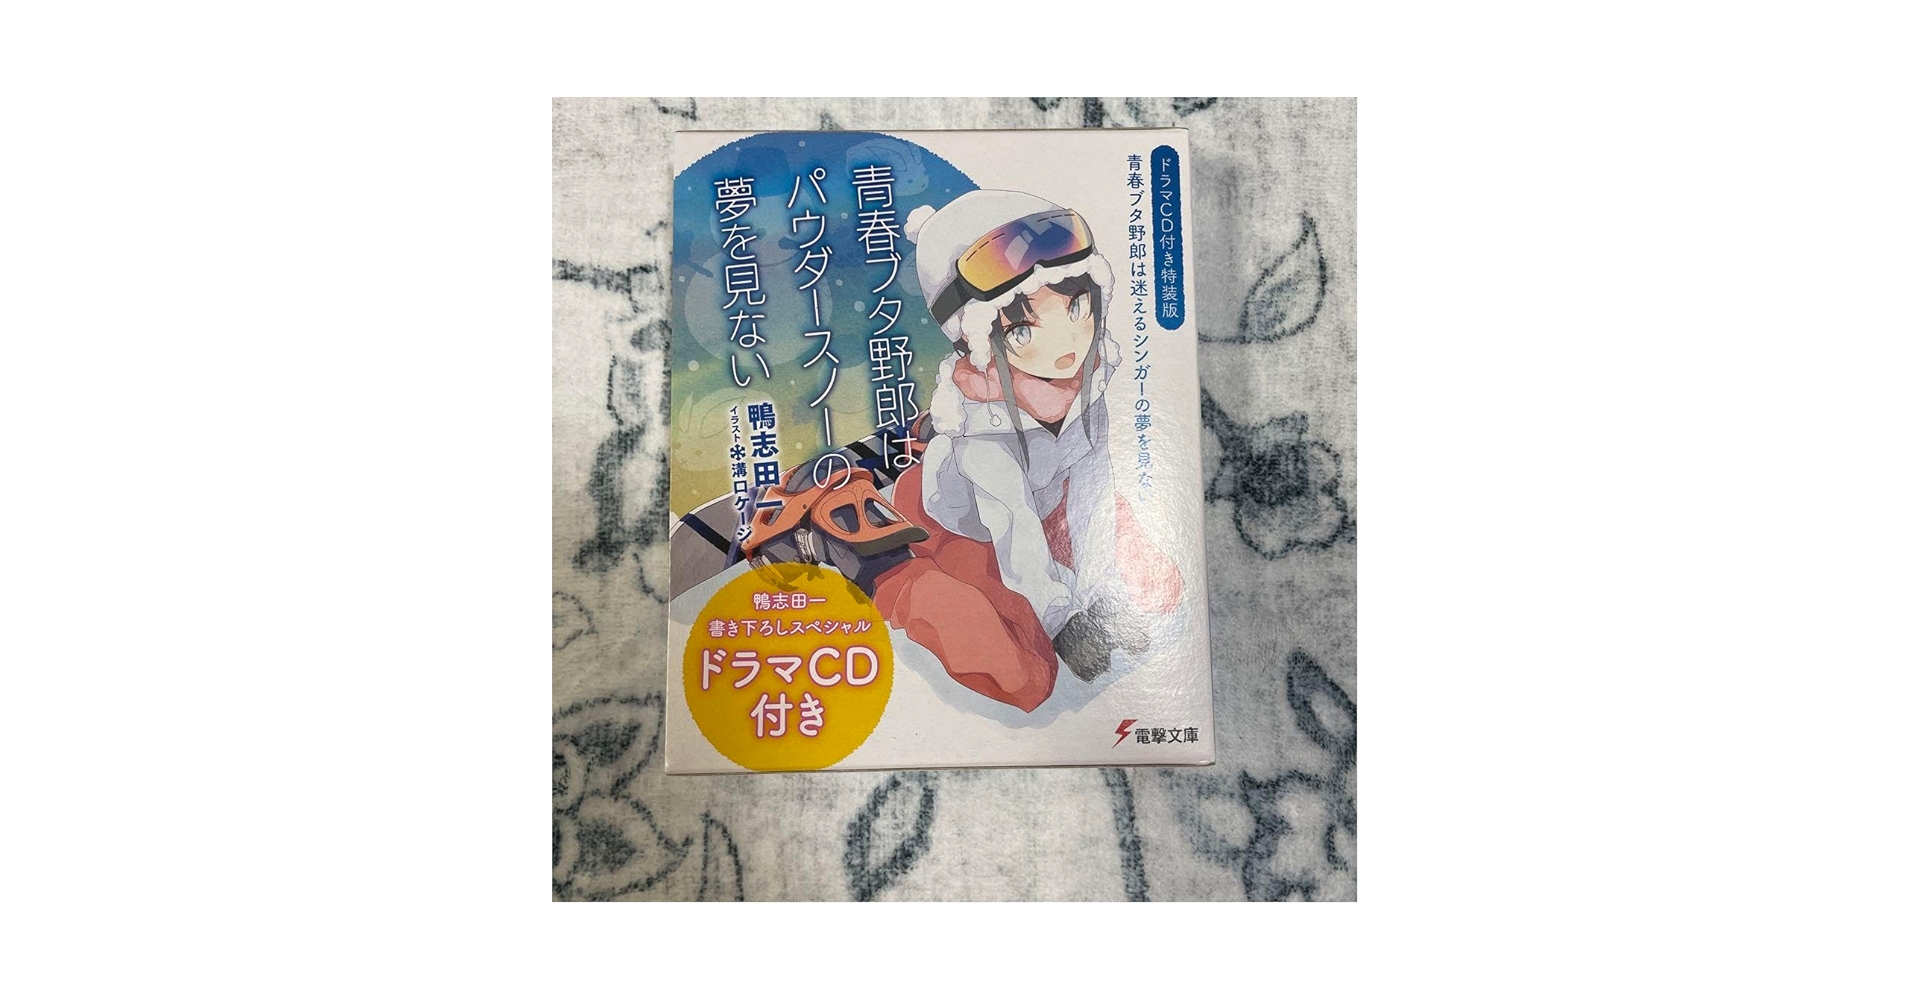 ドラマCD付き特装版
青春ブタ野郎は迷えるシンガーの夢を見ない
青春ブタ野郎は
パウダースノーの
夢を見ない
鴨志田一
イラスト✻溝口ケージ
鴨志田一
書き下ろしスペシャル
ドラマCD
付き
電撃文庫